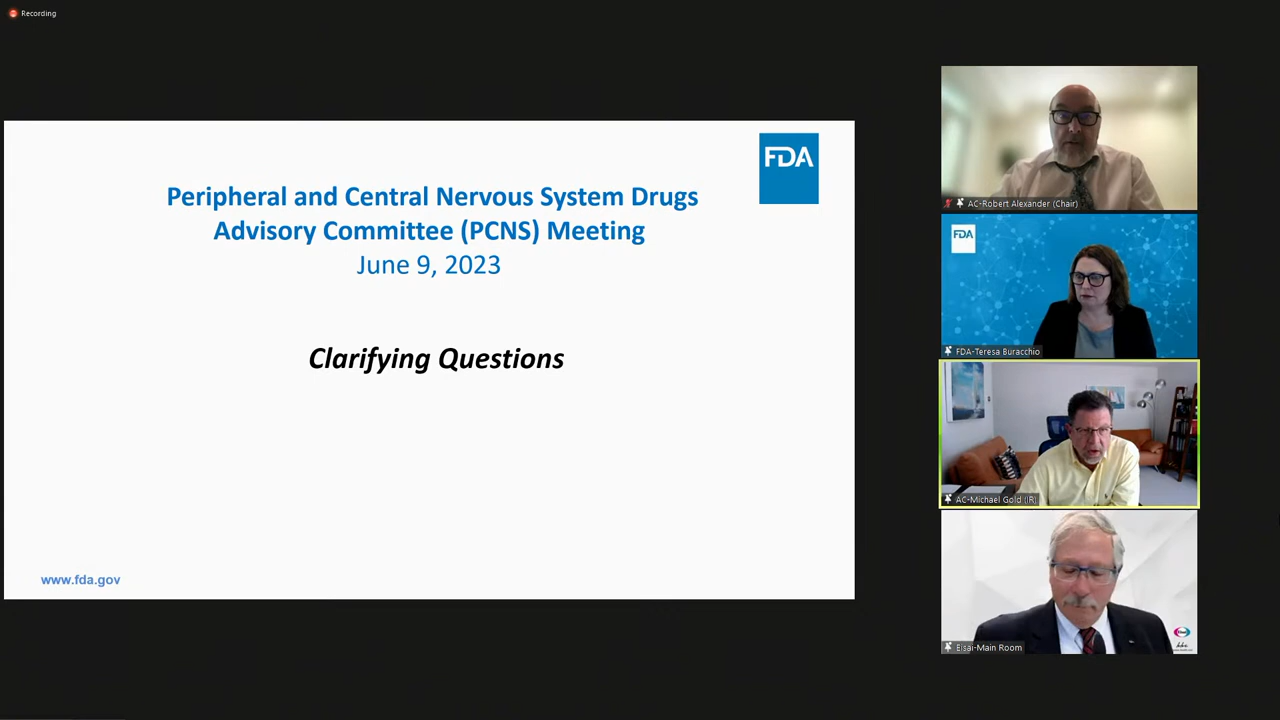 Recording
FDA
Peripheral and Central Nervous System Drugs
Advisory Committee (PCNS) Meeting
June 9, 2023
Clarifying Questions
www.fda.gov
AC-Robert Alexander (Chair)
FDA
FDA-Teresa Buracchio
AC-Michael Gold (IR)
Eisai-Main Room